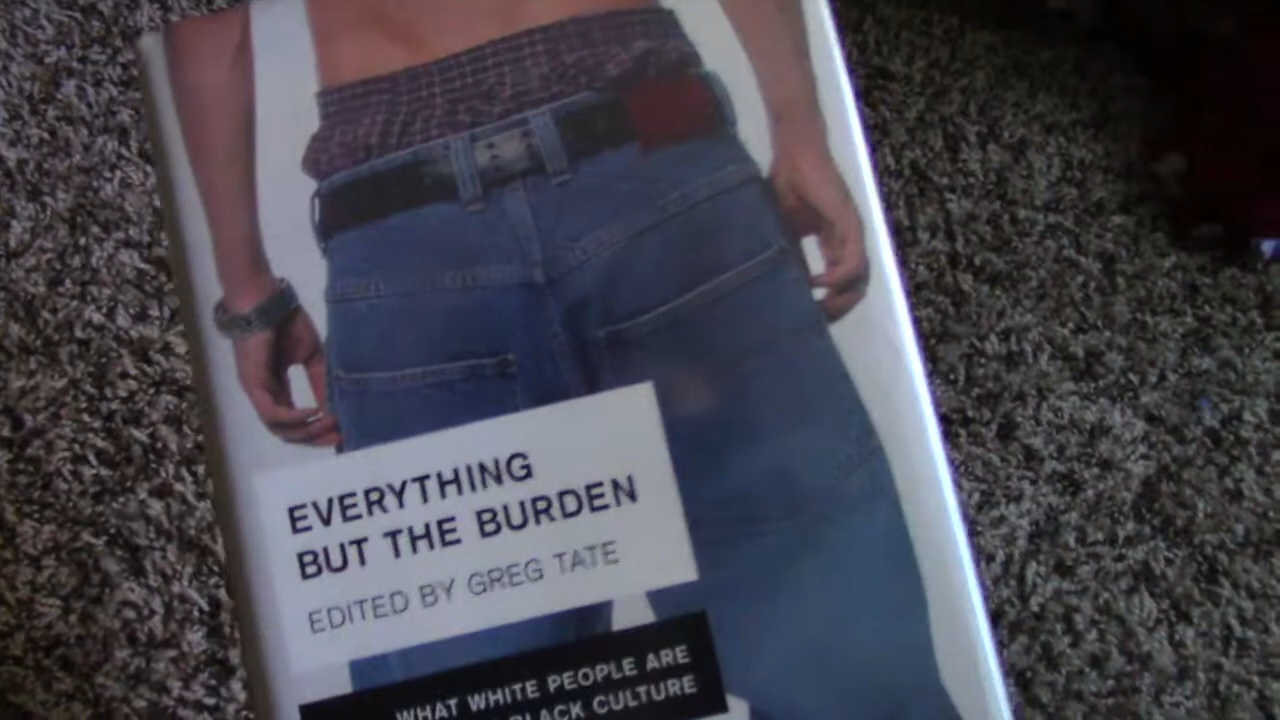 EVERYTHING
BUT THE BURDEN
EDITED BY GREG TATE
WHAT WHITE PEOPLE ARE
BLACK CULTURE